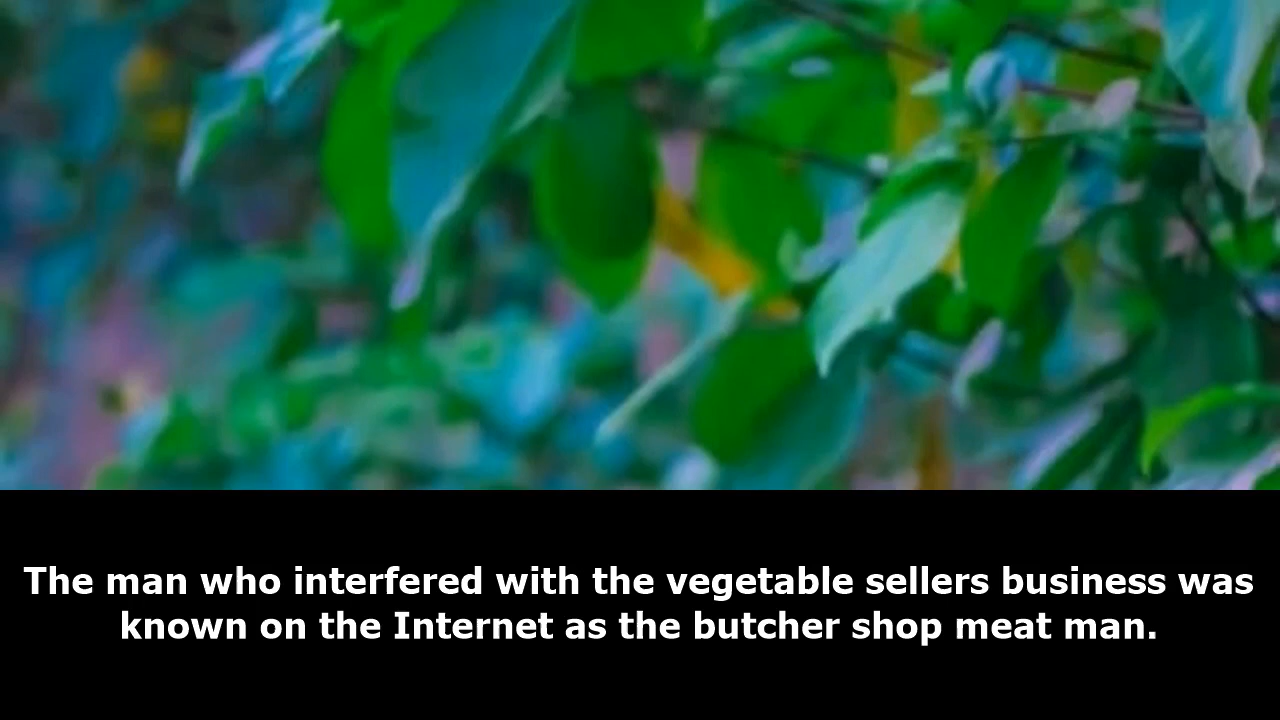 The man who interfered with the vegetable sellers business was
known on the Internet as the butcher shop meat man.